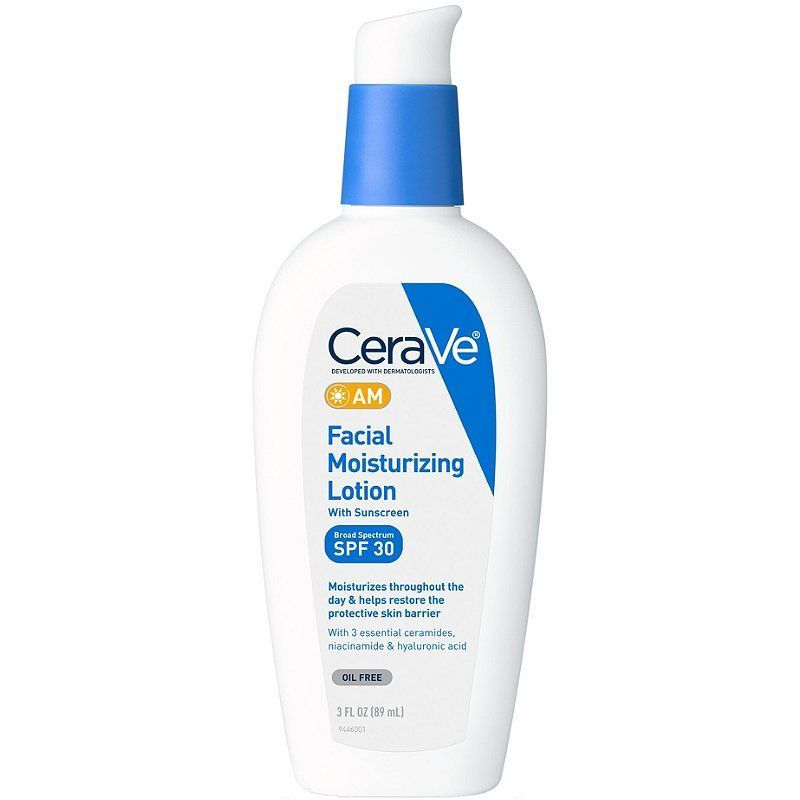 CeraVe®
DEVELOPED WITH DERMATOLOGISTS
AM
Facial
Moisturizing
Lotion
With Sunscreen
Broad Spectrum
SPF 30
Moisturizes throughout the
day & helps restore the
protective skin barrier
With 3 essential ceramides,
niacinamide & hyaluronic acid
OIL FREE
3 FL OZ (89 mL)
9446001